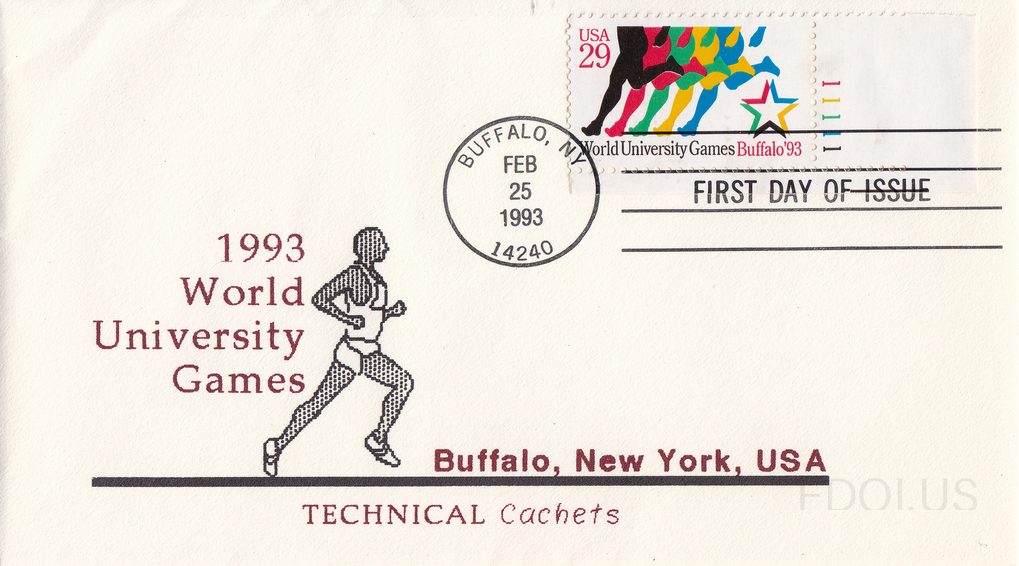 USA
29
World University Games Buffalo'93
11111
BUFFALO, NY
FEB
25
1993
14240
FIRST DAY OF ISSUE
1993
World
University
Games
Buffalo, New York, USA
TECHNICAL Cachets
FDOI.US